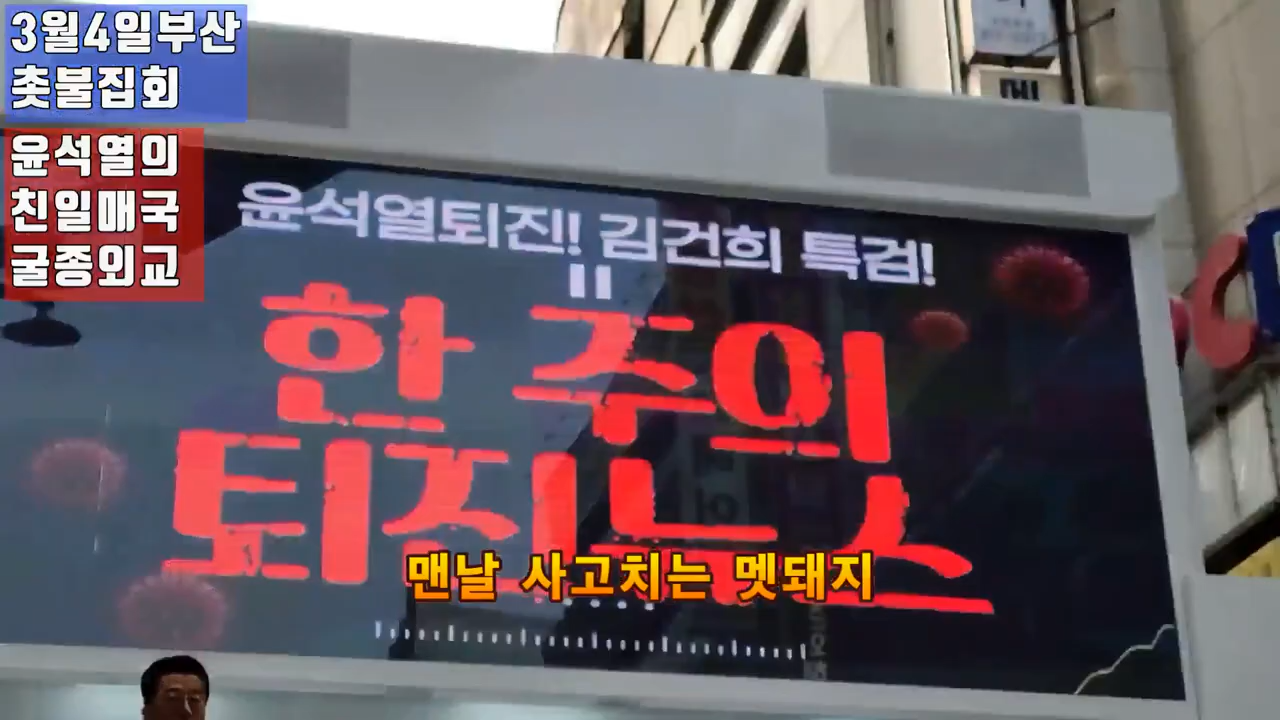 3월4일부산
촛불집회
윤석열의
친일매국
굴종외교
윤석열퇴진! 김건희 특검!
한 주의
퇴진뉴스
맨날 사고치는 멧돼지